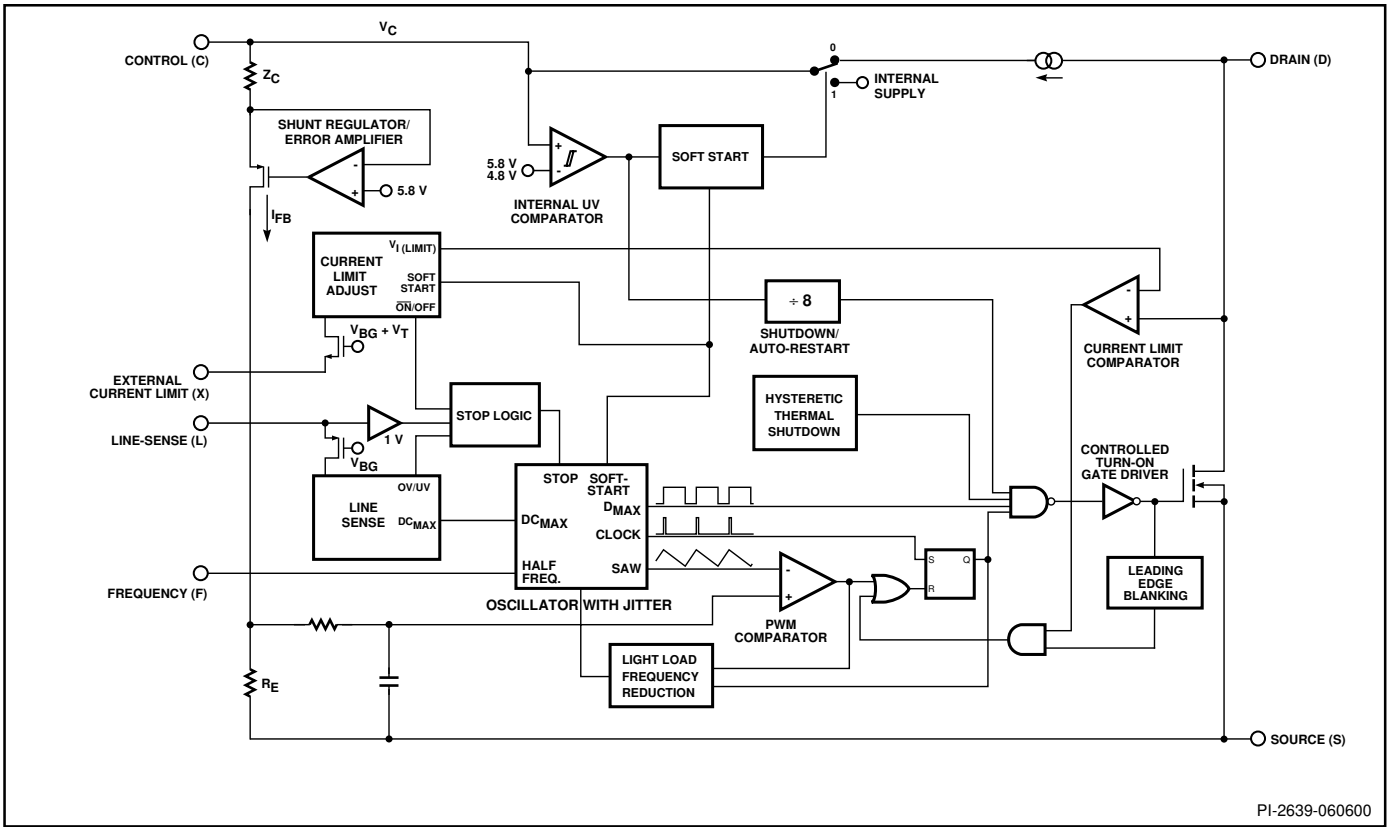 VC
CONTROL (C)
ZC
0
DRAIN (D)
1
INTERNAL
SUPPLY
SHUNT REGULATOR/
ERROR AMPLIFIER
-
+
5.8 V
IFB
+
-
5.8 V
4.8 V
INTERNAL UV
COMPARATOR
SOFT START
CURRENT
LIMIT
ADJUST
VI (LIMIT)
SOFT
START
ON/OFF
VBG + VT
÷ 8
SHUTDOWN/
AUTO-RESTART
-
+
CURRENT LIMIT
COMPARATOR
EXTERNAL
CURRENT LIMIT (X)
LINE-SENSE (L)
1 V
VBG
STOP LOGIC
HYSTERETIC
THERMAL
SHUTDOWN
CONTROLLED
TURN-ON
GATE DRIVER
OV/UV
LINE
SENSE
DCMAX
STOP
SOFT-
START
DMAX
DCMAX
CLOCK
HALF
FREQ.
SAW
OSCILLATOR WITH JITTER
FREQUENCY (F)
-
+
PWM
COMPARATOR
S
Q
R
LEADING
EDGE
BLANKING
LIGHT LOAD
FREQUENCY
REDUCTION
RE
SOURCE (S)
PI-2639-060600